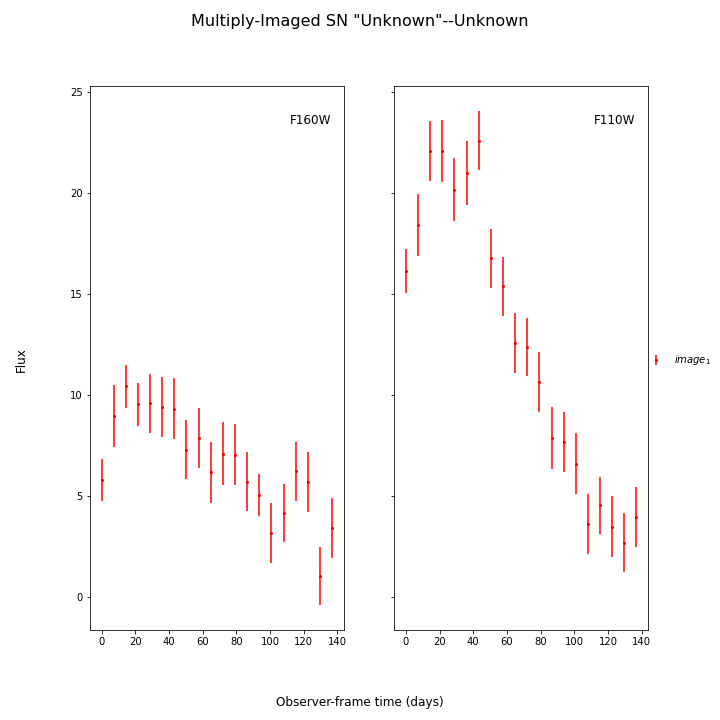 Multiply-Imaged SN "Unknown"--Unknown
F160W
F110W
25
20
15
10
5
0
Flux
0 20 40 60 80 100 120 140
0 20 40 60 80 100 120 140
image₁
Observer-frame time (days)